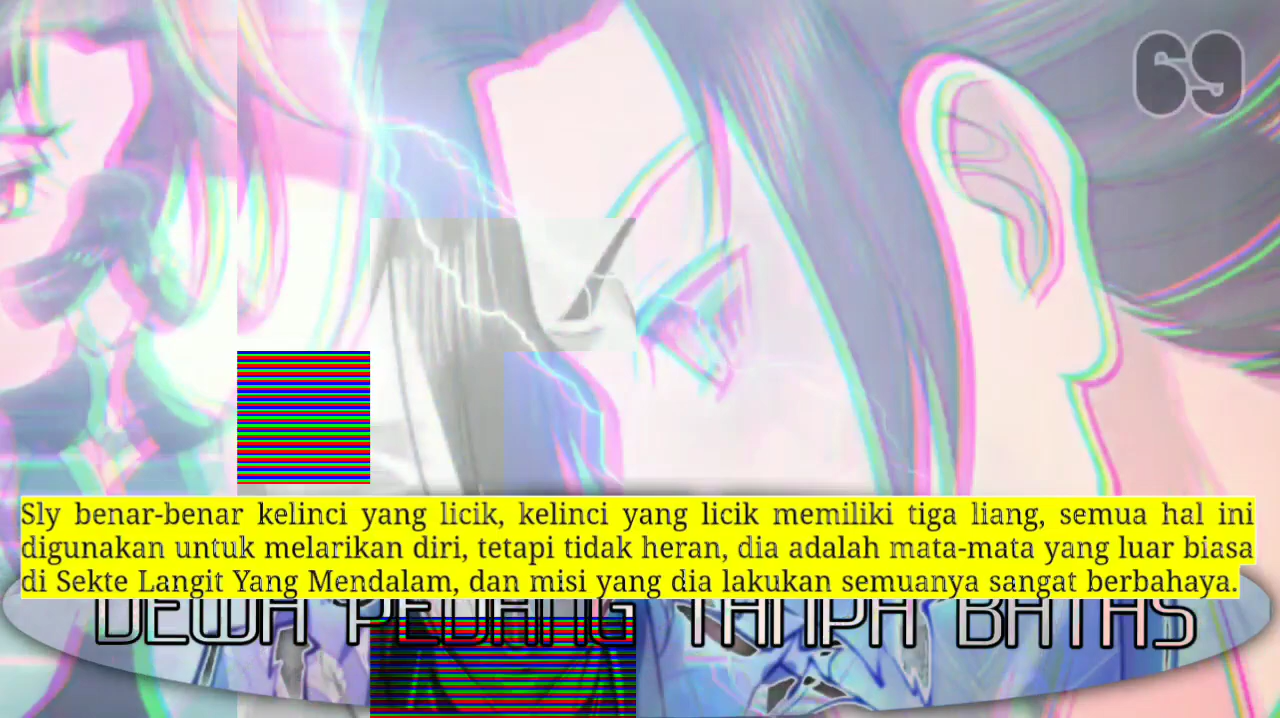 69
Sly benar-benar kelinci yang licik, kelinci yang licik memiliki tiga liang, semua hal ini
digunakan untuk melarikan diri, tetapi tidak heran, dia adalah mata-mata yang luar biasa
di Sekte Langit Yang Mendalam, dan misi yang dia lakukan semuanya sangat berbahaya.
DEWA PEDANG TANPA BATAS